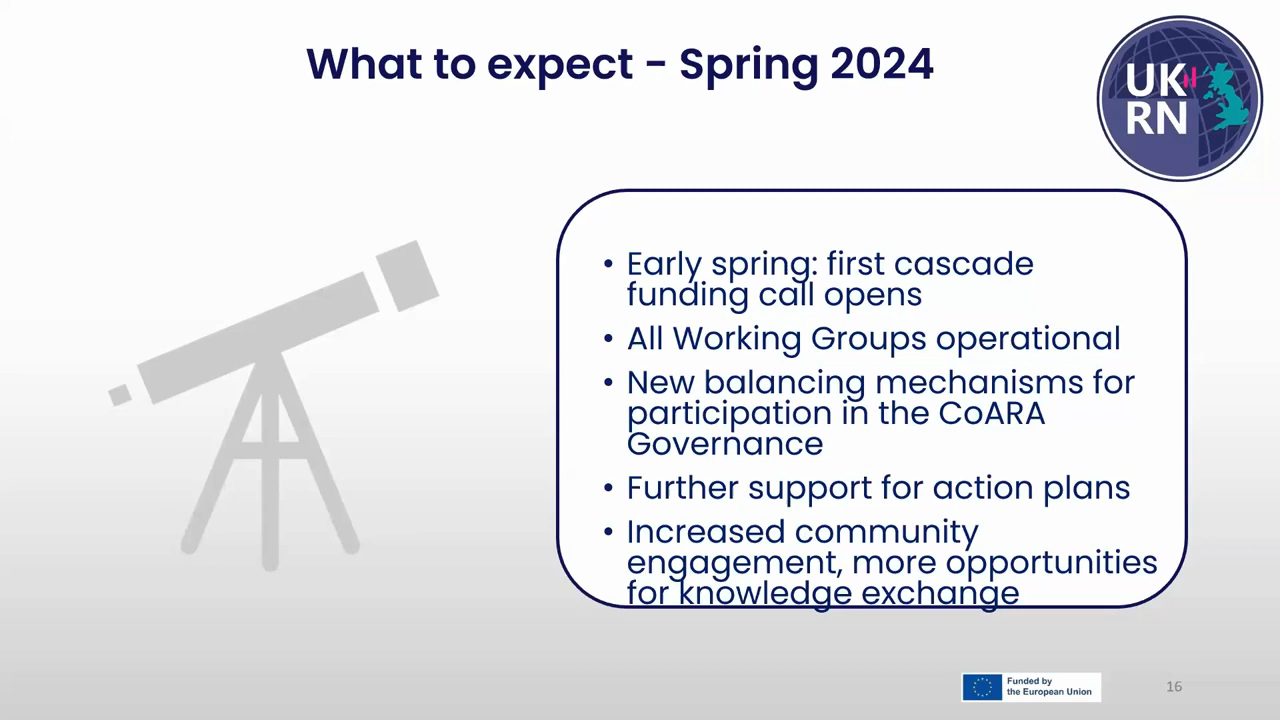 What to expect - Spring 2024
UK
RN
• Early spring: first cascade
funding call opens
• All Working Groups operational
• New balancing mechanisms for
participation in the CoARA
Governance
• Further support for action plans
• Increased community
engagement, more opportunities
for knowledge exchange
Funded by
the European Union
16